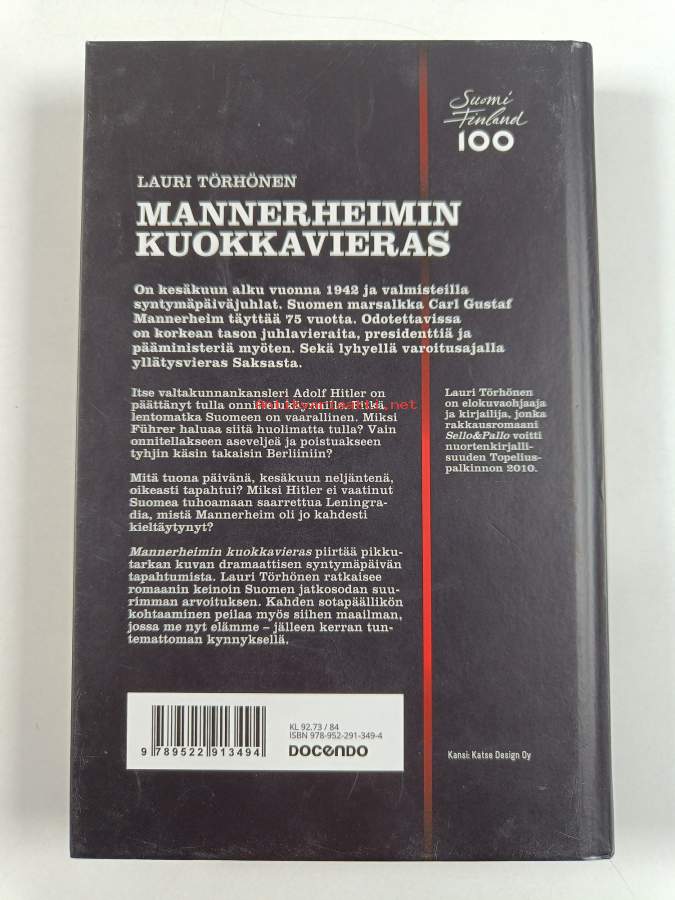 Suomi
Finland
100
LAURI TÖRHÖNEN
MANNERHEIMIN
KUOKKAVIERAS
On kesäkuun alku vuonna 1942 ja valmisteilla
syntymäpäiväjuhlat. Suomen marsalkka Carl Gustaf
Mannerheim täyttää 75 vuotta. Odotettavissa
on korkean tason juhlavieraita, presidenttiä ja
pääministeriä myöten. Sekä lyhyellä varoitusajalla
yllätysvieras Saksasta.
Itse valtakunnankansleri Adolf Hitler on
päättänyt tulla onnittelukäynnille. Pitkä
lentomatka Suomeen on vaarallinen. Miksi
Führer haluaa siitä huolimatta tulla? Vain
onnitellakseen aseveljeä ja poistuakseen
tyhjin käsin takaisin Berliiniin?
Mitä tuona päivänä, kesäkuun neljäntenä,
oikeasti tapahtui? Miksi Hitler ei vaatinut
Suomea tuhoamaan saarrettua Leningra-
dia, mistä Mannerheim oli jo kahdesti
kieltäytynyt?
Mannerheimin kuokkavieras piirtää pikku-
tarkan kuvan dramaattisen syntymäpäivän
tapahtumista. Lauri Törhönen ratkaisee
romaanin keinoin Suomen jatkosodan suu-
rimman arvoituksen. Kahden sotapäällikön
kohtaaminen peilaa myös siihen maailman,
jossa me nyt elämme – jälleen kerran tun-
temattoman kynnyksellä.
Lauri Törhönen
on elokuvaohjaaja
ja kirjailija, jonka
rakkausromaani
Sello&Pallo voitti
nuortenkirjalli-
suuden Topelius-
palkinnon 2010.
KL 92.73 / 84
ISBN 978-952-291-349-4
DOCENDO
9 789522 913494
Kansi: Katse Design Oy